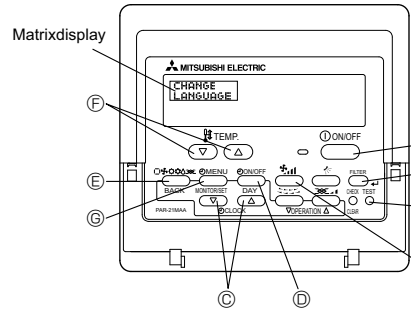 Matrixdisplay
MITSUBISHI ELECTRIC
CHANGE
LANGUAGE
F
TEMP.
ON/OFF
E
MENU
ON/OFF
FILTER
BACK
MONITOR/SET
DAY
CHECK TEST
G
PAR-21MAA
CLOCK
OPERATION
CLEAR
C
D